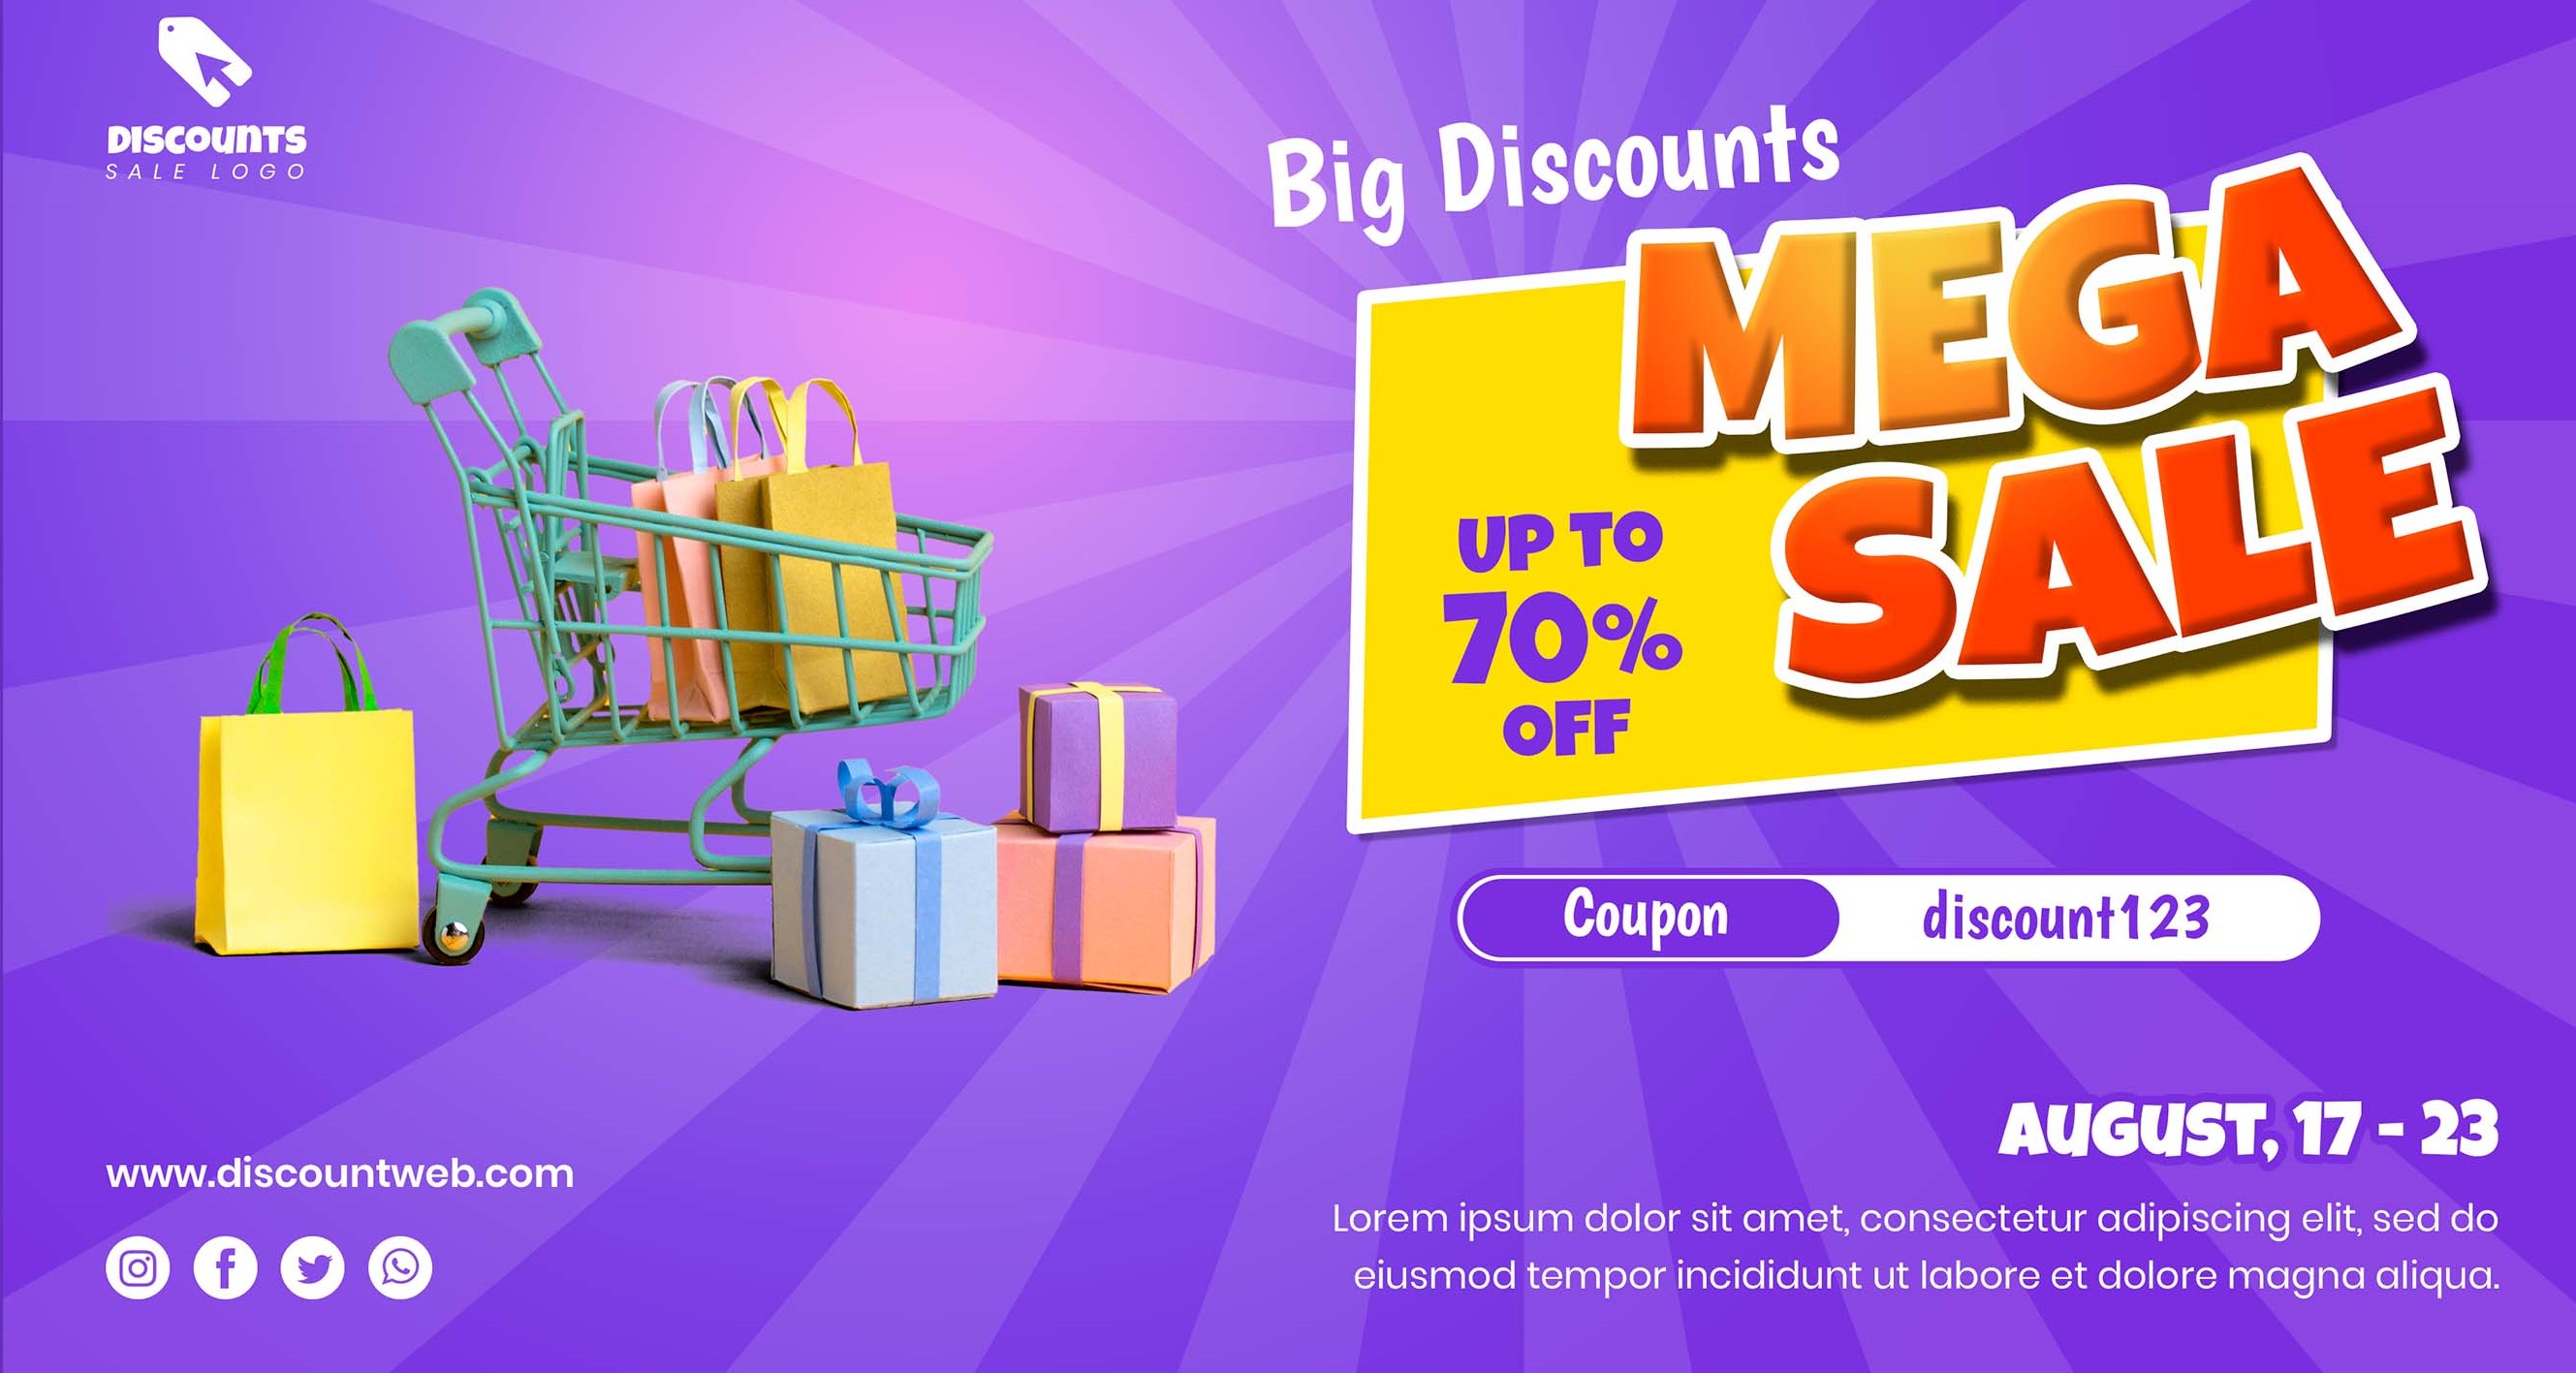 DISCOUNTS
SALE LOGO
Big Discounts
MEGA
SALE
UP TO
70%
OFF
Coupon discount123
AUGUST, 17 - 23
Lorem ipsum dolor sit amet, consectetur adipiscing elit, sed do
eiusmod tempor incididunt ut labore et dolore magna aliqua.
www.discountweb.com